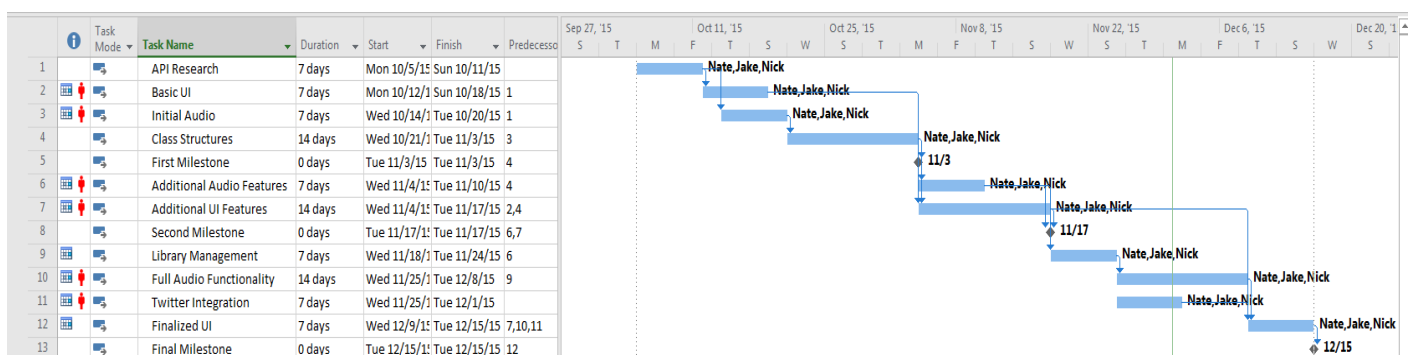 Task Mode Task Name Duration Start Finish Predecesso
Sep 27, '15 Oct 11, '15 Oct 25, '15 Nov 8, '15 Nov 22, '15 Dec 6, '15 Dec 20, '1
S T M F T S W S T M F T S W S T M F T S W S
1 API Research 7 days Mon 10/5/15 Sun 10/11/15 Nate,Jake,Nick
2 Basic UI 7 days Mon 10/12/1 Sun 10/18/15 1 Nate,Jake,Nick
3 Initial Audio 7 days Wed 10/14/1 Tue 10/20/15 1 Nate,Jake,Nick
4 Class Structures 14 days Wed 10/21/1 Tue 11/3/15 3 Nate,Jake,Nick
5 First Milestone 0 days Tue 11/3/15 Tue 11/3/15 4 11/3
6 Additional Audio Features 7 days Wed 11/4/15 Tue 11/10/15 4 Nate,Jake,Nick
7 Additional UI Features 14 days Wed 11/4/15 Tue 11/17/15 2,4 Nate,Jake,Nick
8 Second Milestone 0 days Tue 11/17/15 Tue 11/17/15 6,7 11/17
9 Library Management 7 days Wed 11/18/1 Tue 11/24/15 6 Nate,Jake,Nick
10 Full Audio Functionality 14 days Wed 11/25/1 Tue 12/8/15 9 Nate,Jake,Nick
11 Twitter Integration 7 days Wed 11/25/1 Tue 12/1/15 Nate,Jake,Nick
12 Finalized UI 7 days Wed 12/9/15 Tue 12/15/15 7,10,11 Nate,Jake,Nick
13 Final Milestone 0 days Tue 12/15/15 Tue 12/15/15 12 12/15